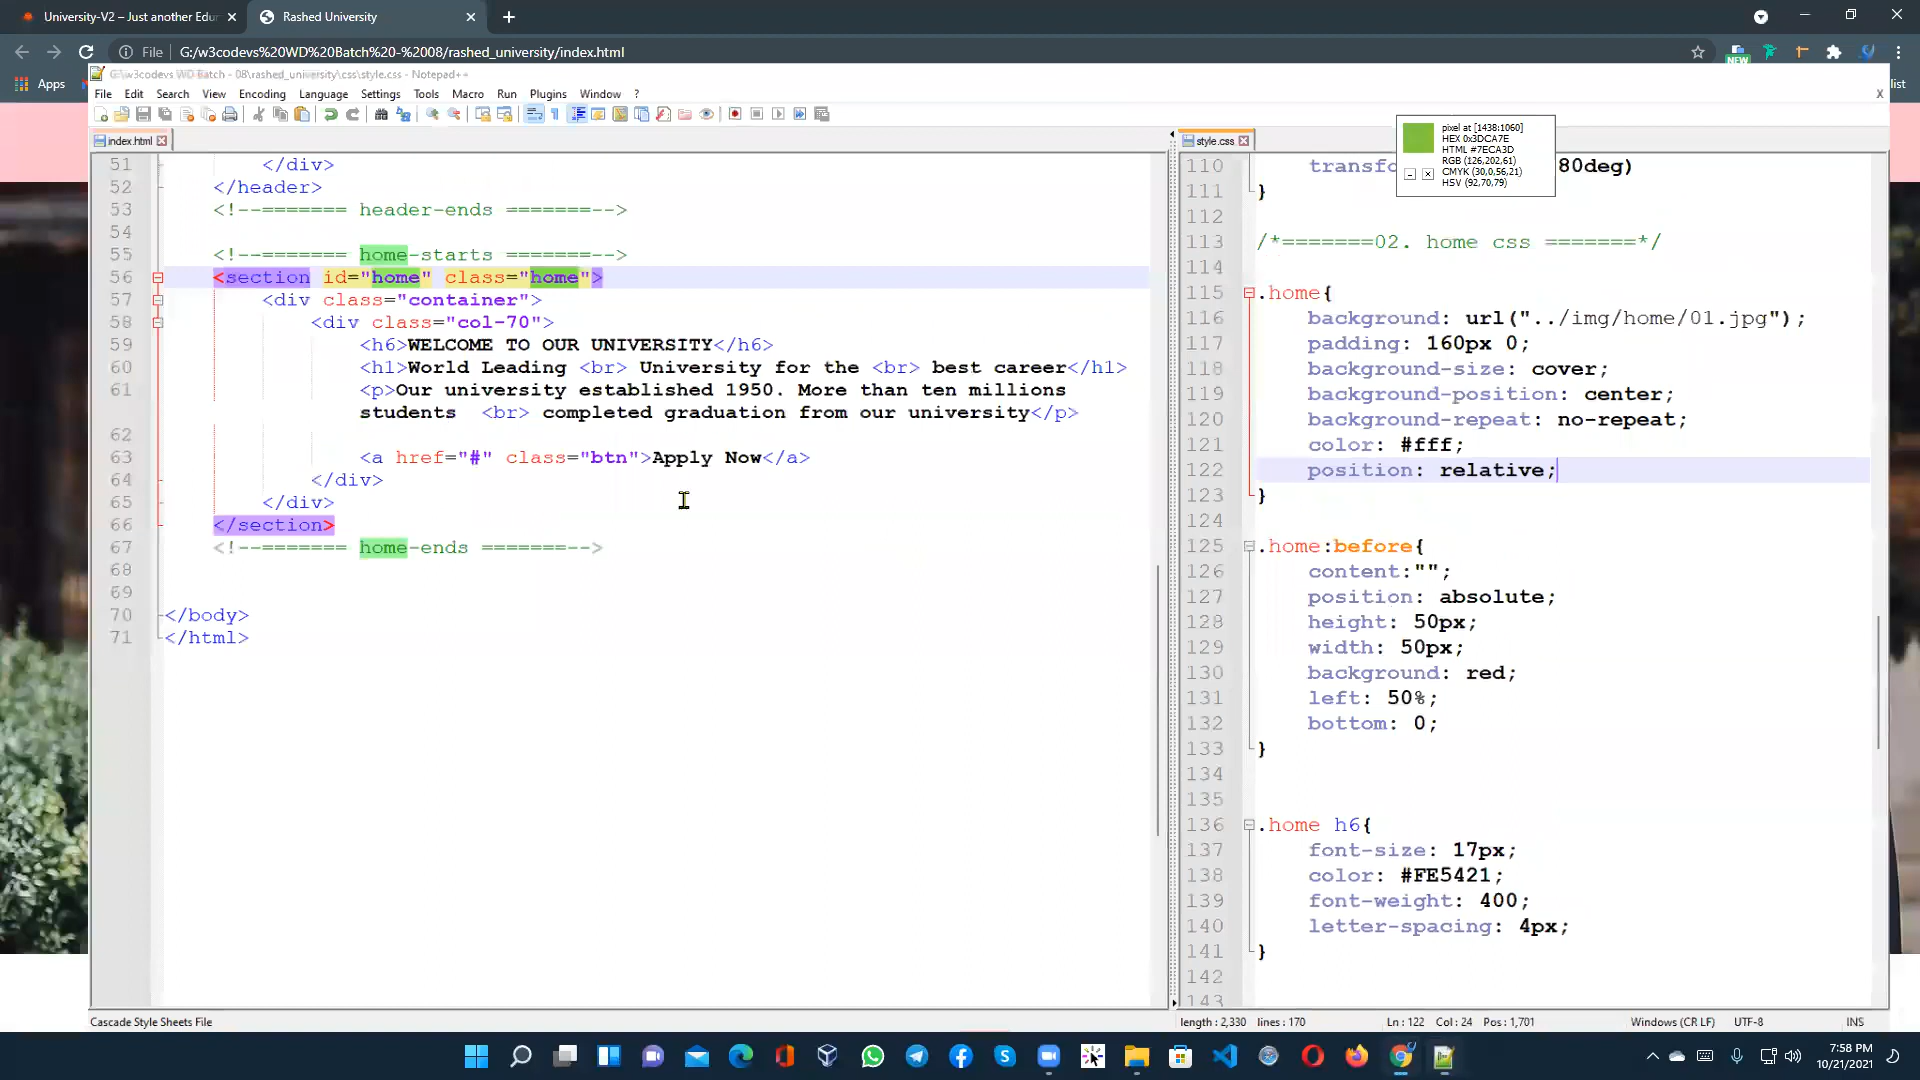 University-V2 – Just another Edu
Rashed University
File
G:/w3codevs%20WD%20Batch%20-%2008/rashed_university/index.html
NEW
Apps
list
G:\w3codevs WD Batch - 08\rashed_university\css\style.css - Notepad++
File Edit Search View Encoding Language Settings Tools Macro Run Plugins Window ?
X
index.html
51 </div>
52 </header>
53 <!--======= header-ends =======-->
54
55 <!--======= home-starts =======-->
56 <section id="home" class="home">
57 <div class="container">
58 <div class="col-70">
59 <h6>WELCOME TO OUR UNIVERSITY</h6>
60 <h1>World Leading <br> University for the <br> best career</h1>
61 <p>Our university established 1950. More than ten millions
students <br> completed graduation from our university</p>
62
63 <a href="#" class="btn">Apply Now</a>
64 </div>
65 </div>
66 </section>
67 <!--======= home-ends =======-->
68
69
70 </body>
71 </html>
style.css
pixel at [1438:1060]
HEX 0x3DCA7E
HTML #7ECA3D
RGB (126,202,61)
CMYK (30,0,56,21)
HSV (92,70,79)
110 transfo 80deg)
111 }
112
113 /*=======02. home css =======*/
114
115 .home{
116 background: url("../img/home/01.jpg");
117 padding: 160px 0;
118 background-size: cover;
119 background-position: center;
120 background-repeat: no-repeat;
121 color: #fff;
122 position: relative;
123 }
124
125 .home:before{
126 content:"";
127 position: absolute;
128 height: 50px;
129 width: 50px;
130 background: red;
131 left: 50%;
132 bottom: 0;
133 }
134
135
136 .home h6{
137 font-size: 17px;
138 color: #FE5421;
139 font-weight: 400;
140 letter-spacing: 4px;
141 }
142
143
Cascade Style Sheets File
length : 2,330 lines : 170
Ln : 122 Col : 24 Pos : 1,701
Windows (CR LF)
UTF-8
INS
7:58 PM
10/21/2021